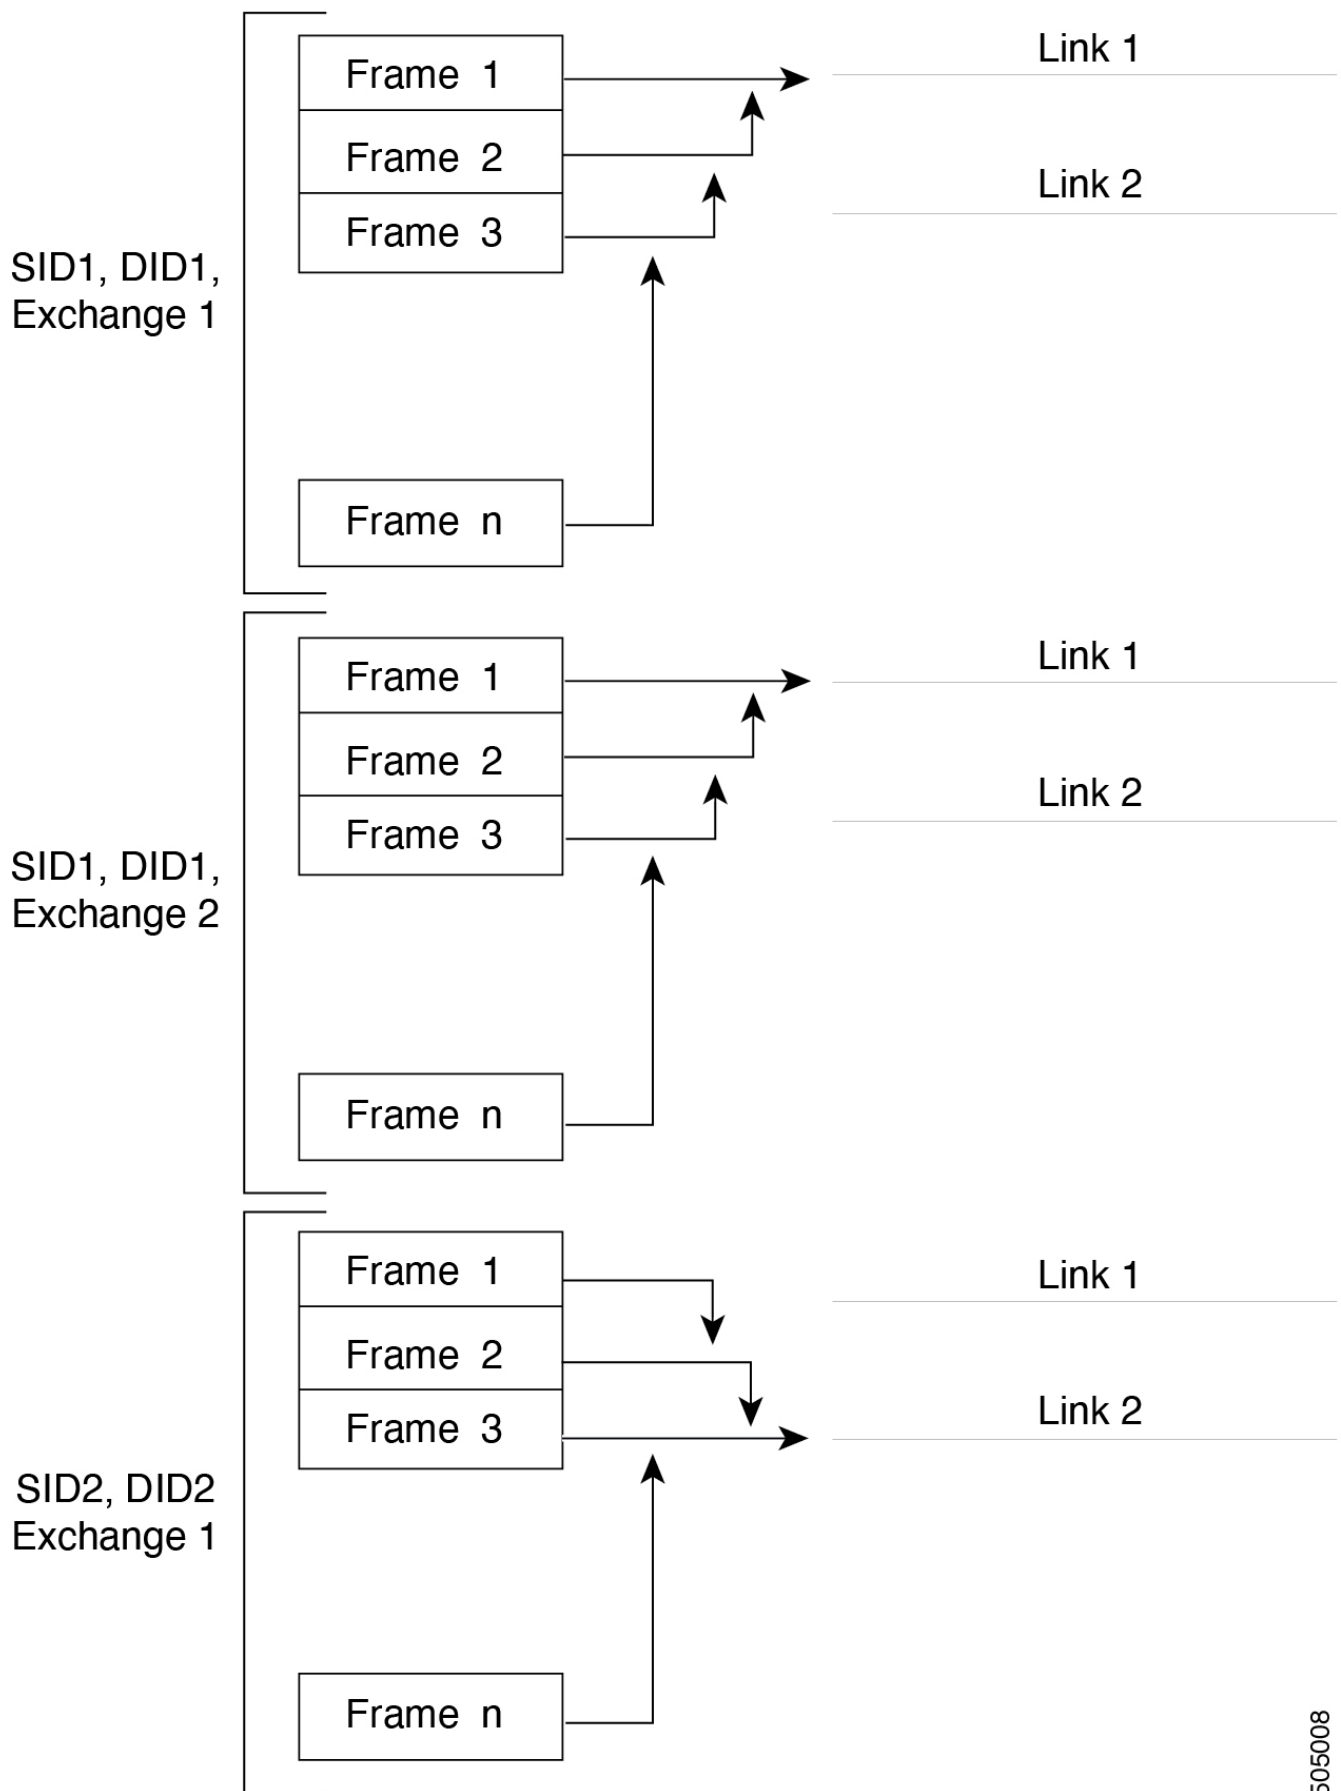 Frame 1
Link 1
Frame 2
Link 2
Frame 3
SID1, DID1,
Exchange 1
Frame n
Frame 1
Link 1
Frame 2
Link 2
Frame 3
SID1, DID1,
Exchange 2
Frame n
Frame 1
Link 1
Frame 2
Link 2
Frame 3
SID2, DID2
Exchange 1
Frame n
505008